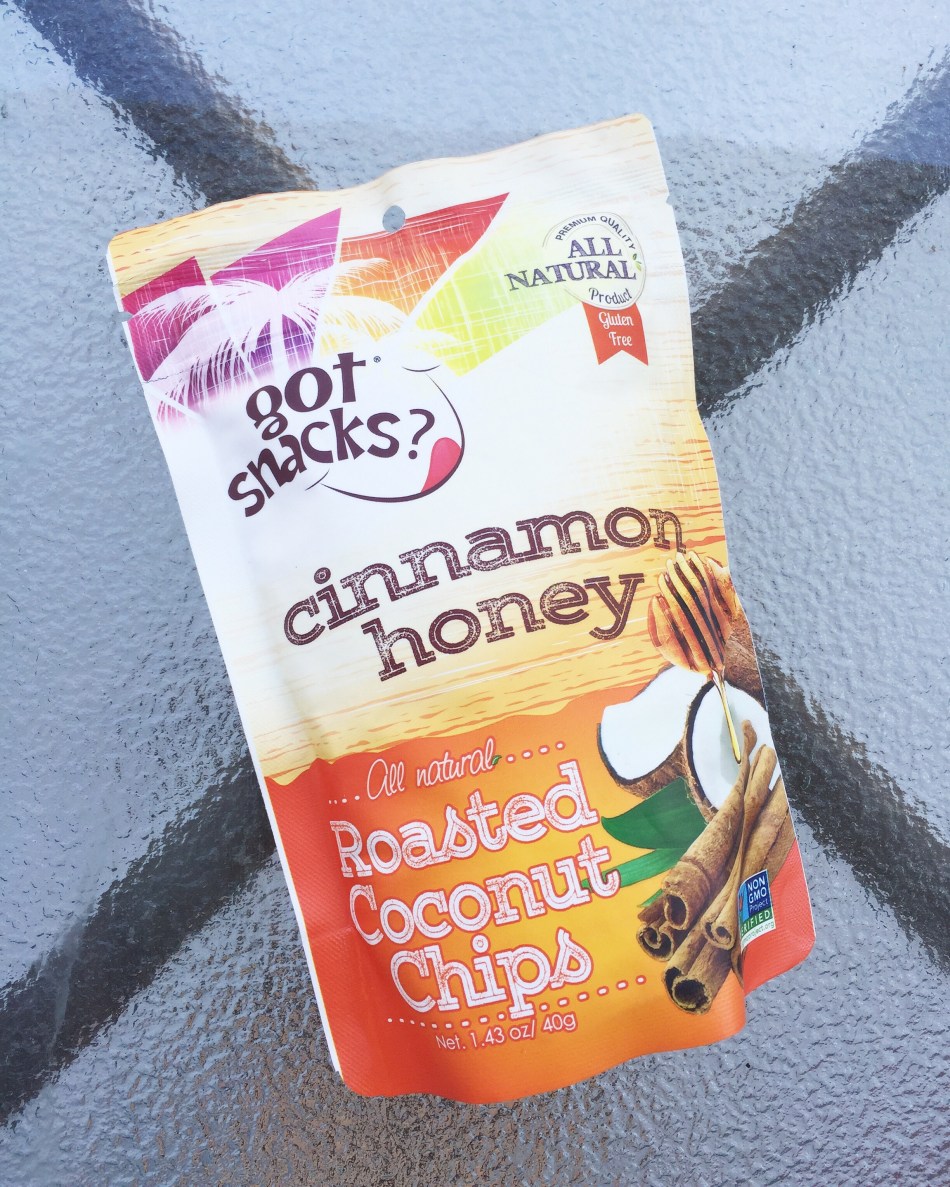 PREMIUM QUALITY
ALL
NATURAL
Product
Gluten
Free
got®
snacks?
cinnamon
honey
All natural
Roasted
Coconut
Chips
Net. 1.43 oz/ 40g
NON
GMO
Project